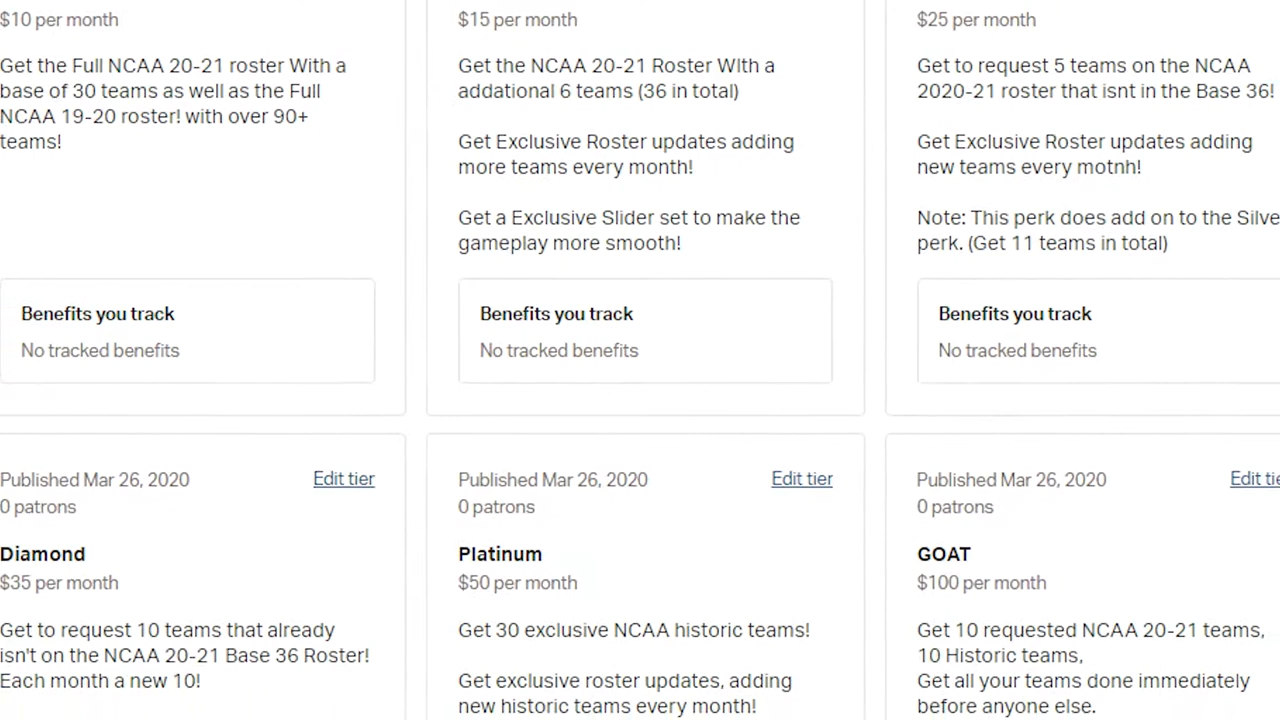 $10 per month
Get the Full NCAA 20-21 roster With a
base of 30 teams as well as the Full
NCAA 19-20 roster! with over 90+
teams!
Benefits you track
No tracked benefits
$15 per month
Get the NCAA 20-21 Roster WIth a
addational 6 teams (36 in total)
Get Exclusive Roster updates adding
more teams every month!
Get a Exclusive Slider set to make the
gameplay more smooth!
Benefits you track
No tracked benefits
$25 per month
Get to request 5 teams on the NCAA
2020-21 roster that isnt in the Base 36!
Get Exclusive Roster updates adding
new teams every motnh!
Note: This perk does add on to the Silve
perk. (Get 11 teams in total)
Benefits you track
No tracked benefits
Published Mar 26, 2020
Edit tier
0 patrons
Diamond
$35 per month
Get to request 10 teams that already
isn't on the NCAA 20-21 Base 36 Roster!
Each month a new 10!
Published Mar 26, 2020
Edit tier
0 patrons
Platinum
$50 per month
Get 30 exclusive NCAA historic teams!
Get exclusive roster updates, adding
new historic teams every month!
Published Mar 26, 2020
Edit tie
0 patrons
GOAT
$100 per month
Get 10 requested NCAA 20-21 teams,
10 Historic teams,
Get all your teams done immediately
before anyone else.